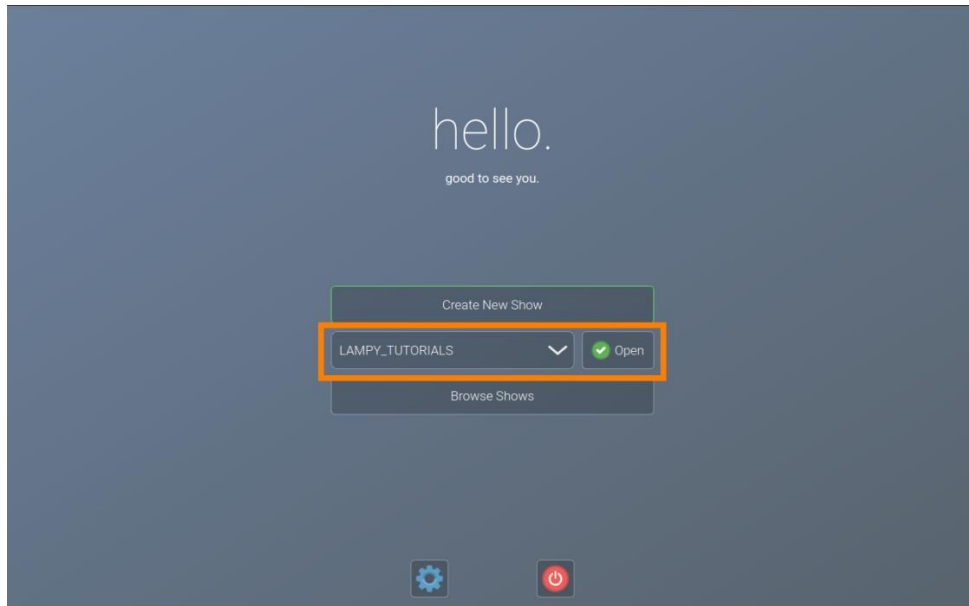 hello.
good to see you.
Create New Show
LAMPY_TUTORIALS
Open
Browse Shows